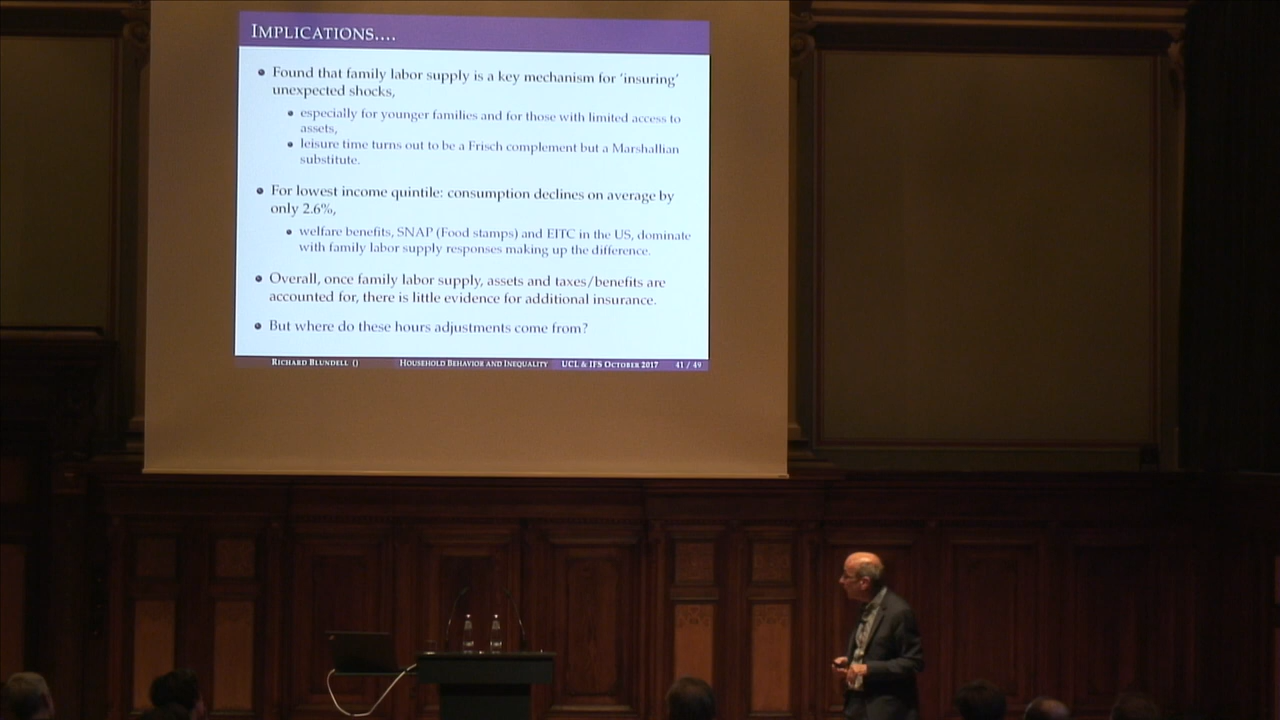 IMPLICATIONS....
Found that family labor supply is a key mechanism for 'insuring'
unexpected shocks,
especially for younger families and for those with limited access to
assets,
leisure time turns out to be a Frisch complement but a Marshallian
substitute.
For lowest income quintile: consumption declines on average by
only 2.6%,
welfare benefits, SNAP (Food stamps) and EITC in the US, dominate
with family labor supply responses making up the difference.
Overall, once family labor supply, assets and taxes/benefits are
accounted for, there is little evidence for additional insurance.
But where do these hours adjustments come from?
RICHARD BLUNDELL () HOUSEHOLD BEHAVIOR AND INEQUALITY UCL & IFS OCTOBER 2017 41 / 49